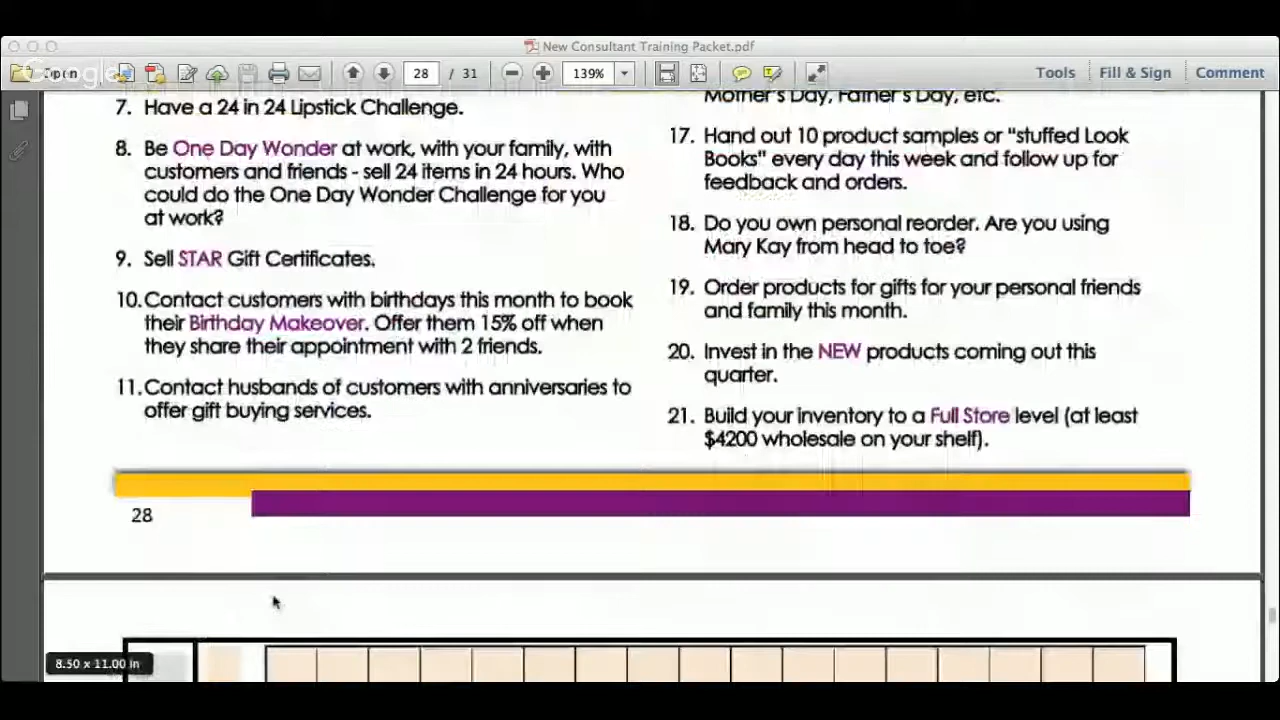 New Consultant Training Packet.pdf
Google
Open
28 / 31
139%
Tools
Fill & Sign
Comment
7. Have a 24 in 24 Lipstick Challenge.
8. Be One Day Wonder at work, with your family, with
customers and friends - sell 24 items in 24 hours. Who
could do the One Day Wonder Challenge for you
at work?
9. Sell STAR Gift Certificates.
10. Contact customers with birthdays this month to book
their Birthday Makeover. Offer them 15% off when
they share their appointment with 2 friends.
11. Contact husbands of customers with anniversaries to
offer gift buying services.
Mother's Day, Father's Day, etc.
17. Hand out 10 product samples or "stuffed Look
Books" every day this week and follow up for
feedback and orders.
18. Do you own personal reorder. Are you using
Mary Kay from head to toe?
19. Order products for gifts for your personal friends
and family this month.
20. Invest in the NEW products coming out this
quarter.
21. Build your inventory to a Full Store level (at least
$4200 wholesale on your shelf).
28
8.50 x 11.00 in